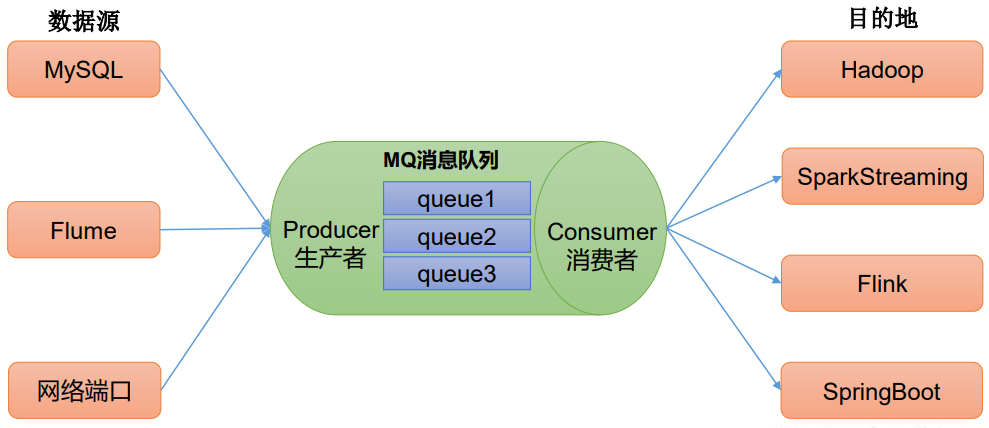 数据源
MySQL
Flume
网络端口
MQ消息队列
Producer
生产者
queue1
queue2
queue3
Consumer
消费者
目的地
Hadoop
SparkStreaming
Flink
SpringBoot